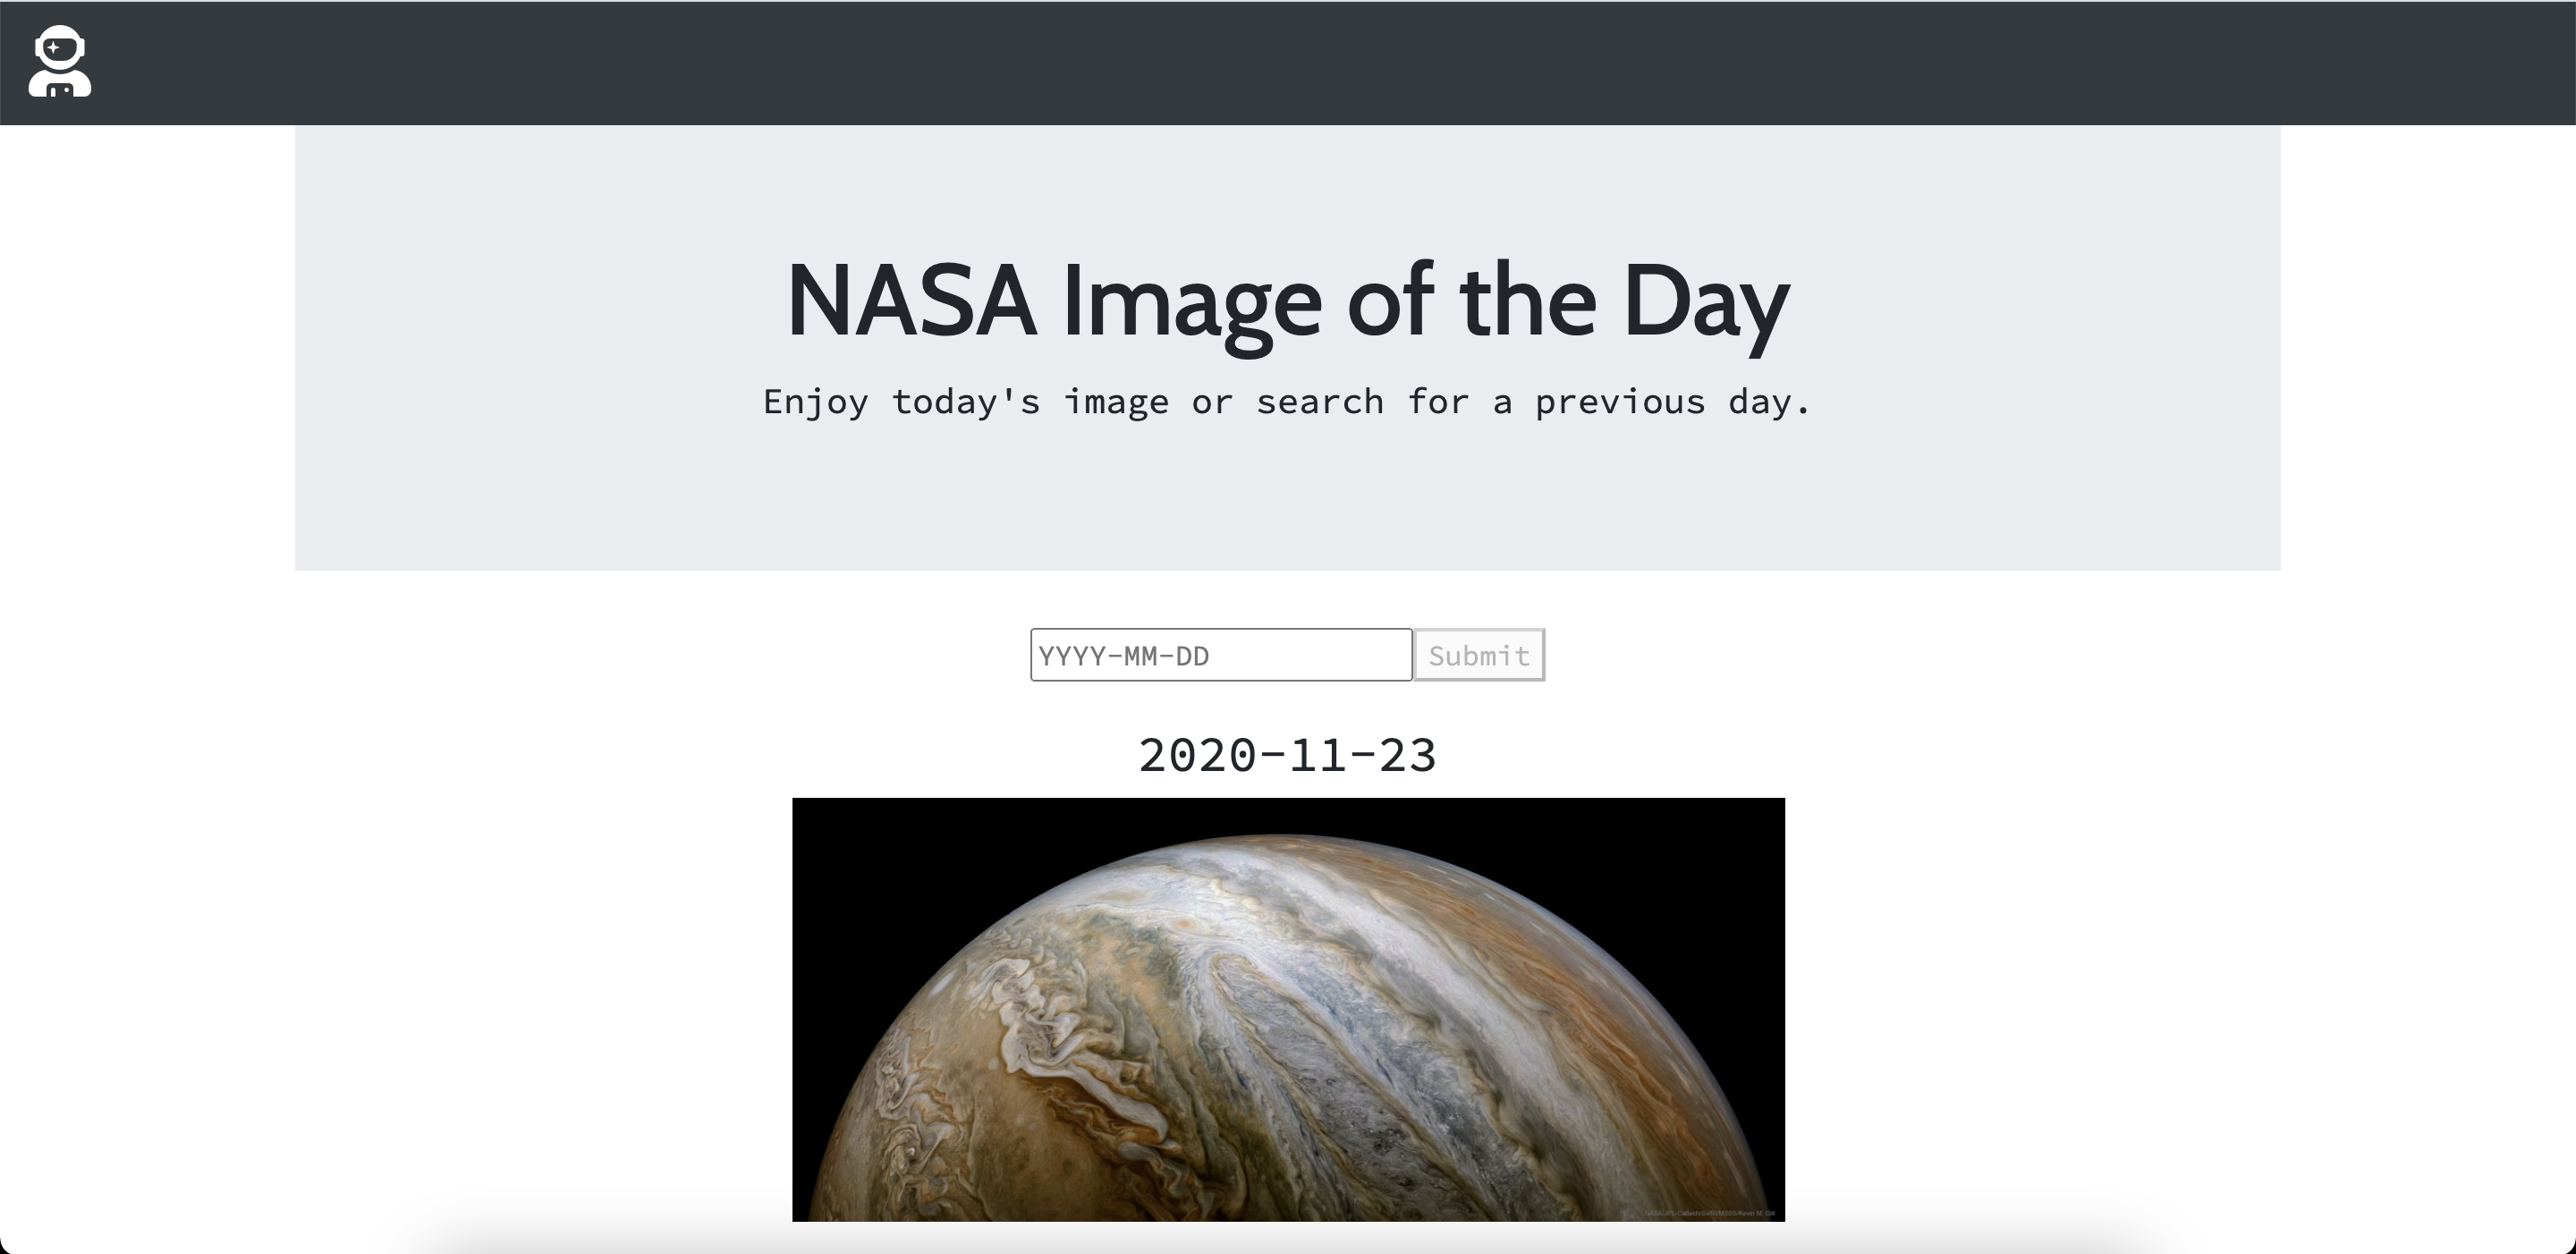 NASA Image of the Day
Enjoy today's image or search for a previous day.
YYYY-MM-DD
Submit
2020-11-23